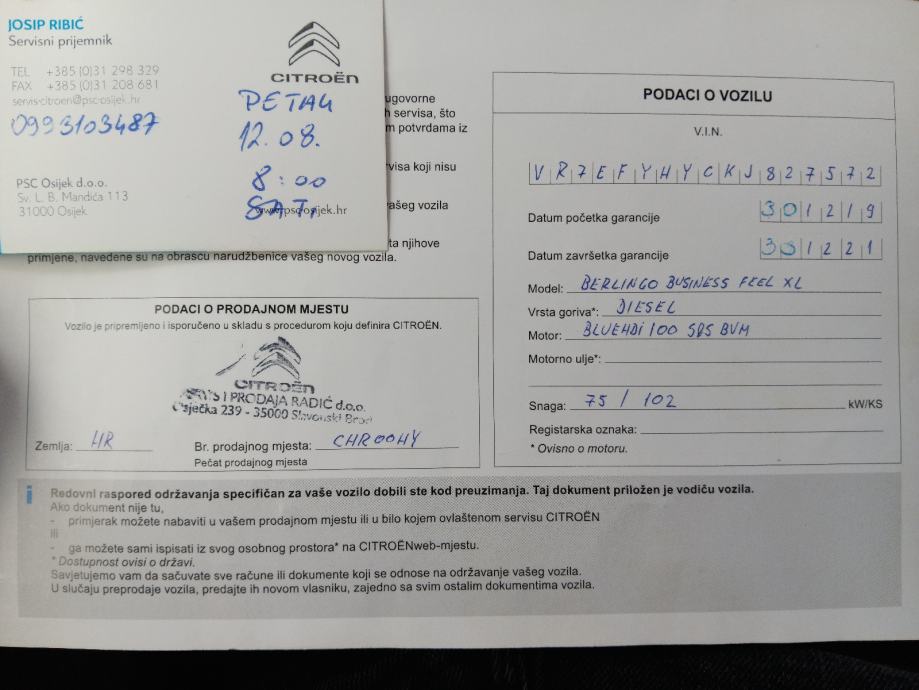 JOSIP RIBIĆ
Servisni prijemnik
TEL +385 (0)31 298 329
FAX +385 (0)31 208 681
servis-citroen@psc-osijek.hr
0993103487
PSC Osijek d.o.o.
Sv. L. B. Mandića 113
31000 Osijek
CITROËN
PETAK
12.08.
8:00
SATI
www.psc-osijek.hr
ugovorne
h servisa, što
m potvrdama iz
visa koji nisu
vašeg vozila
ta njihove
primjene, navedene su na obrascu narudžbenice vašeg novog vozila.
PODACI O PRODAJNOM MJESTU
Vozilo je pripremljeno i isporučeno u skladu s procedurom koju definira CITROËN.
CITROËN
I PRODAJA RADIĆ d.o.o.
Osječka 239 - 35000 Slavonski Brod
Zemlja: HR
Br. prodajnog mjesta: CHR00HY
Pečat prodajnog mjesta
PODACI O VOZILU
V.I.N.
VR7EFYHYCKJ827572
Datum početka garancije 301219
Datum završetka garancije 301221
Model: BERLINGO BUSINESS FEEL XL
Vrsta goriva*: DIESEL
Motor: BLUEHDI 100 S&S BVM
Motorno ulje*:
Snaga: 75 / 102 kW/KS
Registarska oznaka:
* Ovisno o motoru.
i
Redovni raspored održavanja specifičan za vaše vozilo dobili ste kod preuzimanja. Taj dokument priložen je vodiču vozila.
Ako dokument nije tu,
- primjerak možete nabaviti u vašem prodajnom mjestu ili u bilo kojem ovlaštenom servisu CITROËN
ili
- ga možete sami ispisati iz svog osobnog prostora* na CITROËNweb-mjestu.
* Dostupnost ovisi o državi.
Savjetujemo vam da sačuvate sve račune ili dokumente koji se odnose na održavanje vašeg vozila.
U slučaju preprodaje vozila, predajte ih novom vlasniku, zajedno sa svim ostalim dokumentima vozila.